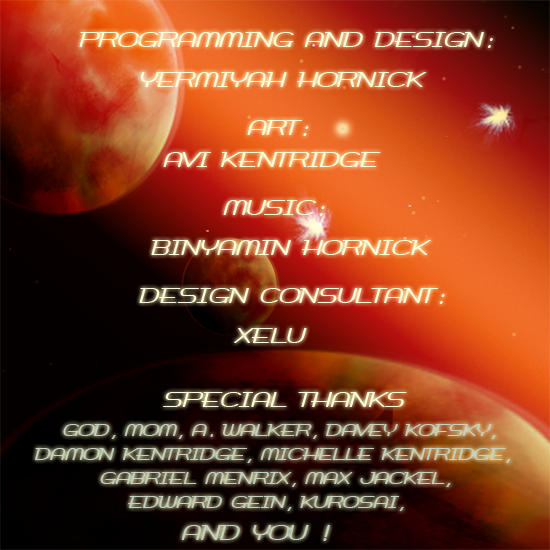 PROGRAMMING AND DESIGN:
YERMIYAH HORNICK
ART:
AVI KENTRIDGE
MUSIC:
BINYAMIN HORNICK
DESIGN CONSULTANT:
XELU
SPECIAL THANKS
GOD, MOM, A. WALKER, DAVEY KOFSKY,
DAMON KENTRIDGE, MICHELLE KENTRIDGE,
GABRIEL MENRIX, MAX JACKEL,
EDWARD GEIN, KUROSAI,
AND YOU !